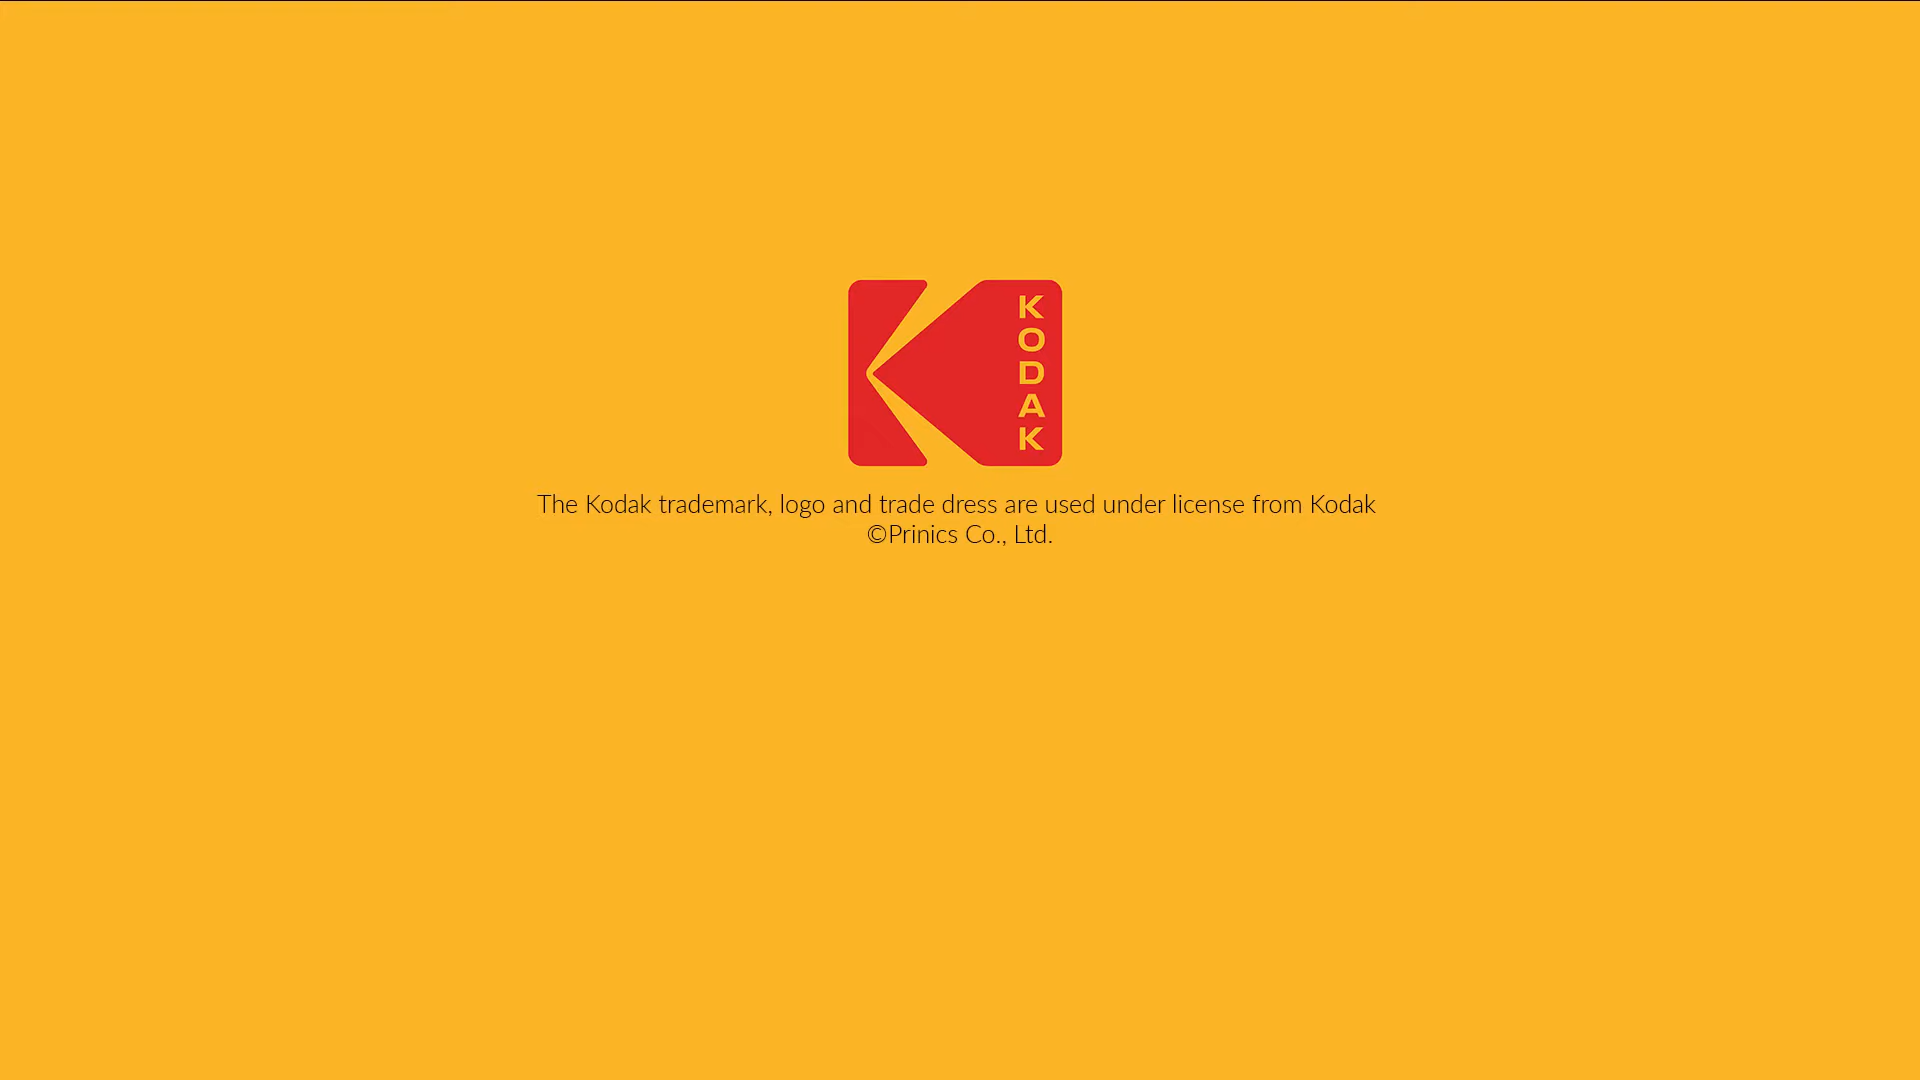 KODAK
The Kodak trademark, logo and trade dress are used under license from Kodak
©Prinics Co., Ltd.